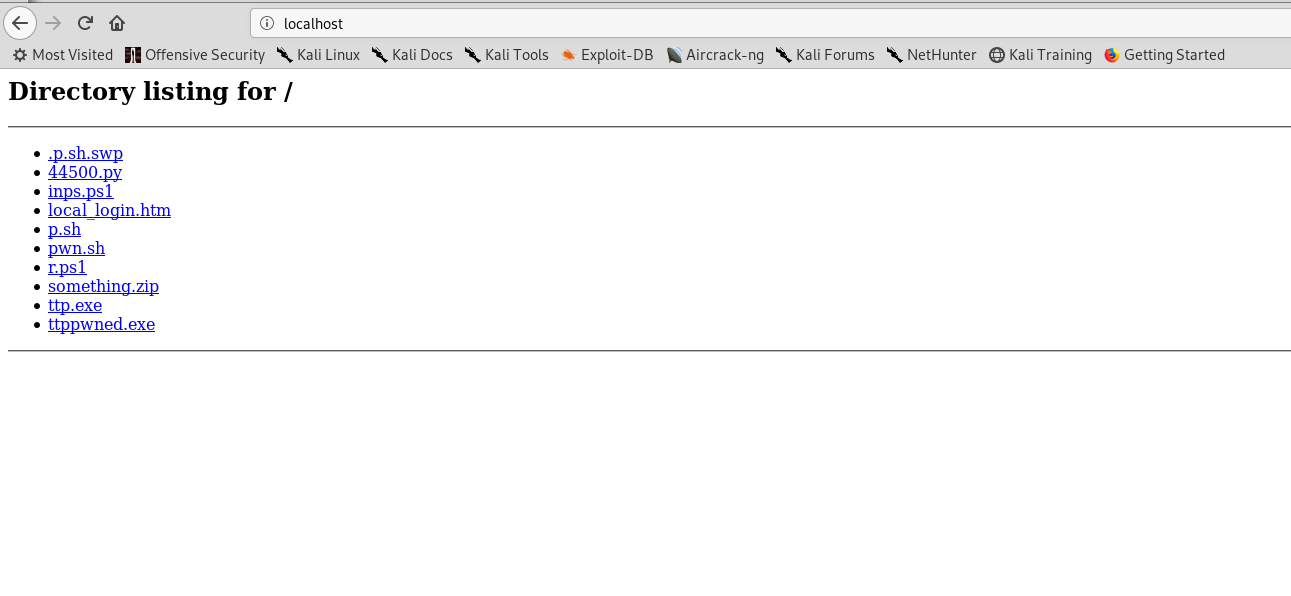 localhost
Most Visited Offensive Security Kali Linux Kali Docs Kali Tools Exploit-DB Aircrack-ng Kali Forums NetHunter Kali Training Getting Started
Directory listing for /
.p.sh.swp
44500.py
inps.ps1
local_login.htm
p.sh
pwn.sh
r.ps1
something.zip
ttp.exe
ttppwned.exe